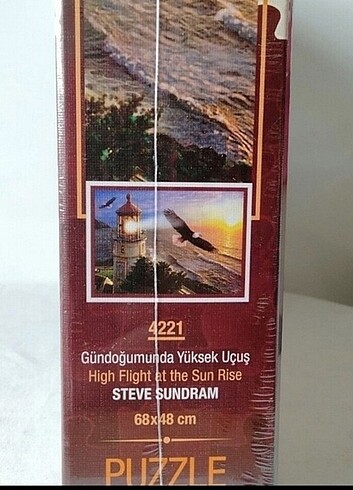 4221
Gündoğumunda Yüksek Uçuş
High Flight at the Sun Rise
STEVE SUNDRAM
68x48 cm
PUZZLE